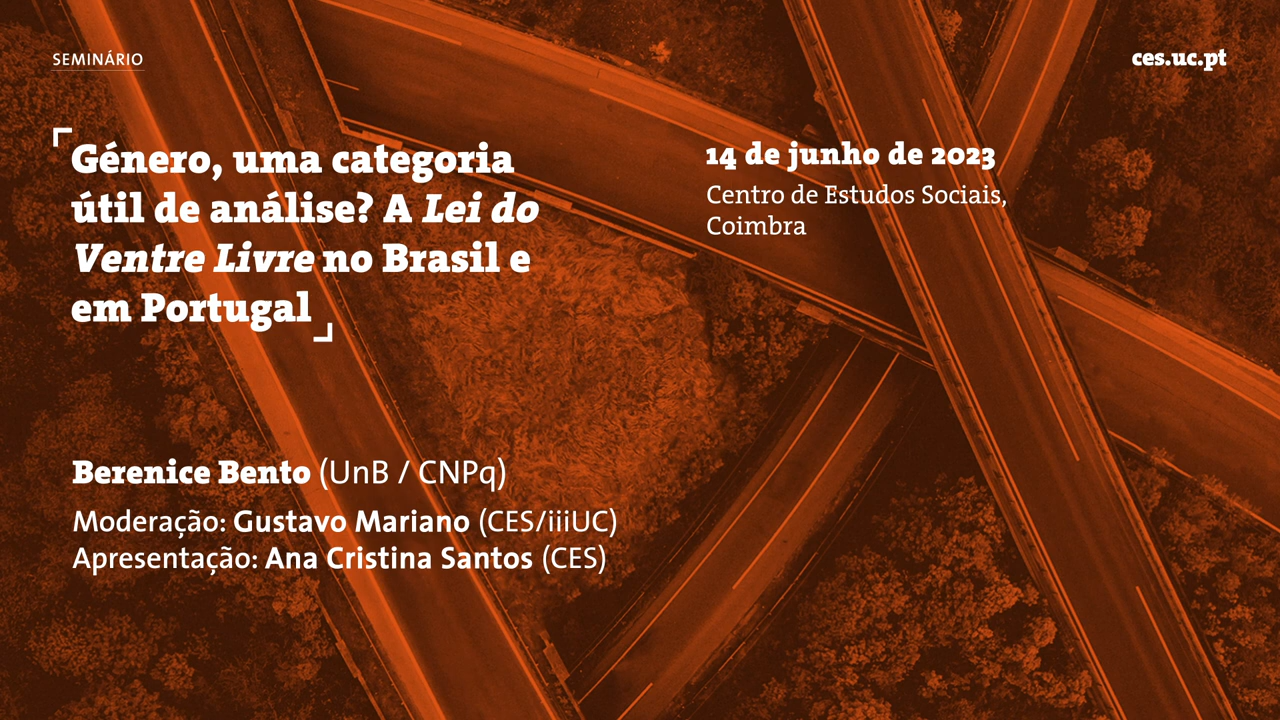 SEMINÁRIO
ces.uc.pt
Género, uma categoria
útil de análise? A Lei do
Ventre Livre no Brasil e
em Portugal
14 de junho de 2023
Centro de Estudos Sociais,
Coimbra
Berenice Bento (UnB / CNPq)
Moderação: Gustavo Mariano (CES/iiiUC)
Apresentação: Ana Cristina Santos (CES)